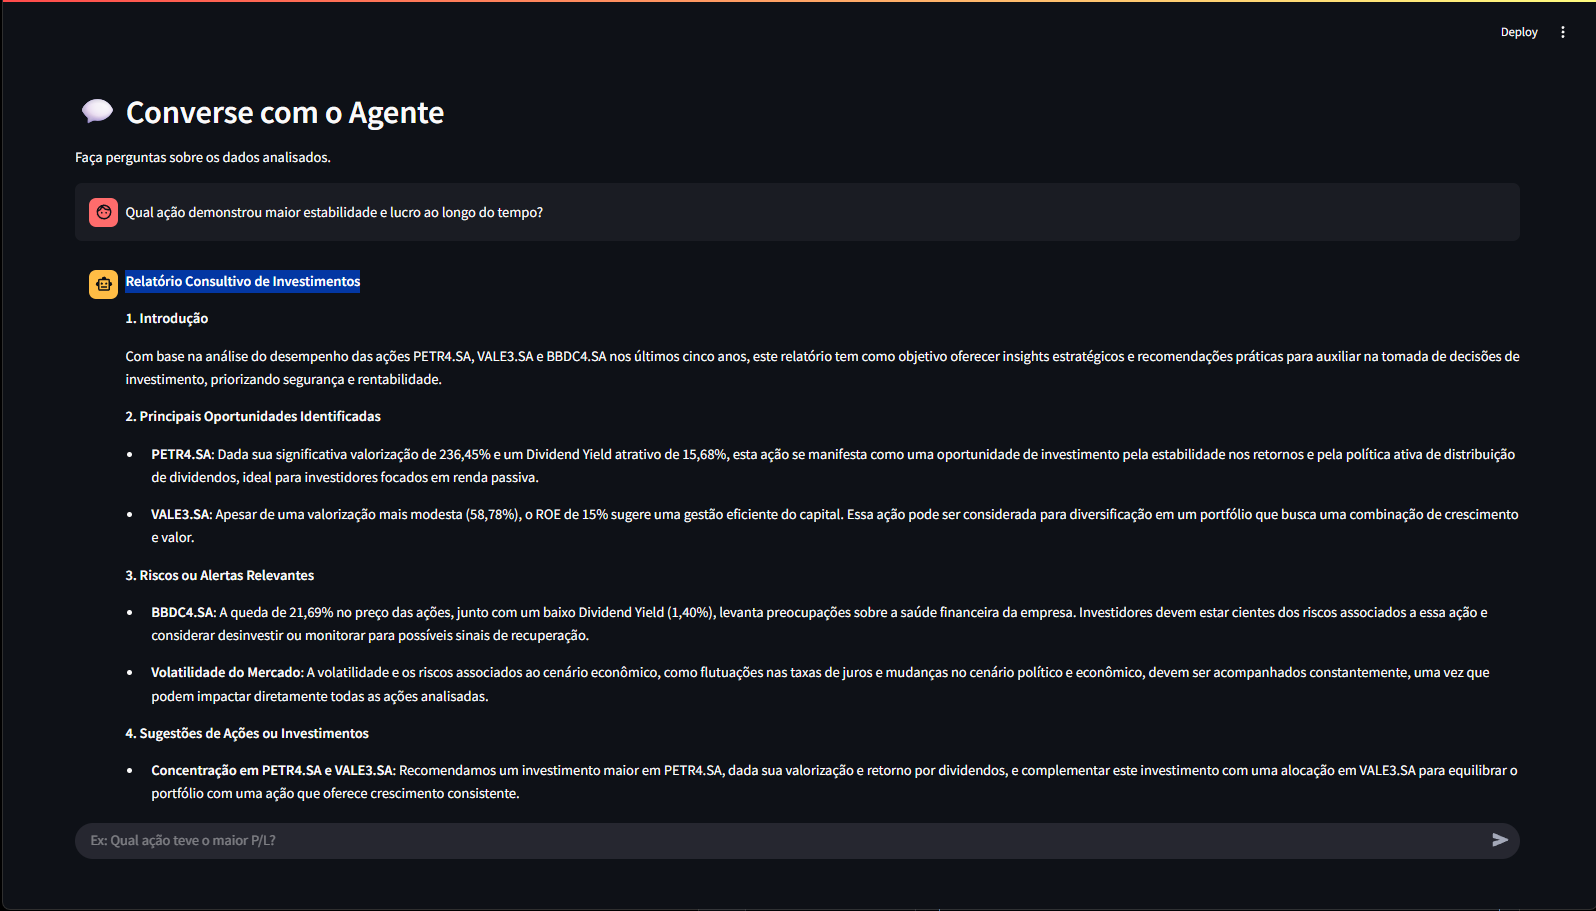 Deploy
Converse com o Agente
Faça perguntas sobre os dados analisados.
Qual ação demonstrou maior estabilidade e lucro ao longo do tempo?
Relatório Consultivo de Investimentos
1. Introdução
Com base na análise do desempenho das ações PETR4.SA, VALE3.SA e BBDC4.SA nos últimos cinco anos, este relatório tem como objetivo oferecer insights estratégicos e recomendações práticas para auxiliar na tomada de decisões de
investimento, priorizando segurança e rentabilidade.
2. Principais Oportunidades Identificadas
• PETR4.SA: Dada sua significativa valorização de 236,45% e um Dividend Yield atrativo de 15,68%, esta ação se manifesta como uma oportunidade de investimento pela estabilidade nos retornos e pela política ativa de distribuição
de dividendos, ideal para investidores focados em renda passiva.
• VALE3.SA: Apesar de uma valorização mais modesta (58,78%), o ROE de 15% sugere uma gestão eficiente do capital. Essa ação pode ser considerada para diversificação em um portfólio que busca uma combinação de crescimento
e valor.
3. Riscos ou Alertas Relevantes
• BBDC4.SA: A queda de 21,69% no preço das ações, junto com um baixo Dividend Yield (1,40%), levanta preocupações sobre a saúde financeira da empresa. Investidores devem estar cientes dos riscos associados a essa ação e
considerar desinvestir ou monitorar para possíveis sinais de recuperação.
• Volatilidade do Mercado: A volatilidade e os riscos associados ao cenário econômico, como flutuações nas taxas de juros e mudanças no cenário político e econômico, devem ser acompanhados constantemente, uma vez que
podem impactar diretamente todas as ações analisadas.
4. Sugestões de Ações ou Investimentos
• Concentração em PETR4.SA e VALE3.SA: Recomendamos um investimento maior em PETR4.SA, dada sua valorização e retorno por dividendos, e complementar este investimento com uma alocação em VALE3.SA para equilibrar o
portfólio com uma ação que oferece crescimento consistente.
Ex: Qual ação teve o maior P/L?